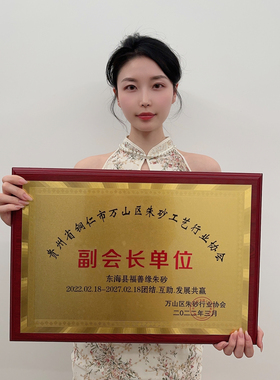 贵州省铜仁市万山区朱砂工艺行业协会
副会长单位
东海县福善缘朱砂
2022.02.18-2027.02.18团结.互助.发展共赢
万山区朱砂行业协会
二〇二二年三月